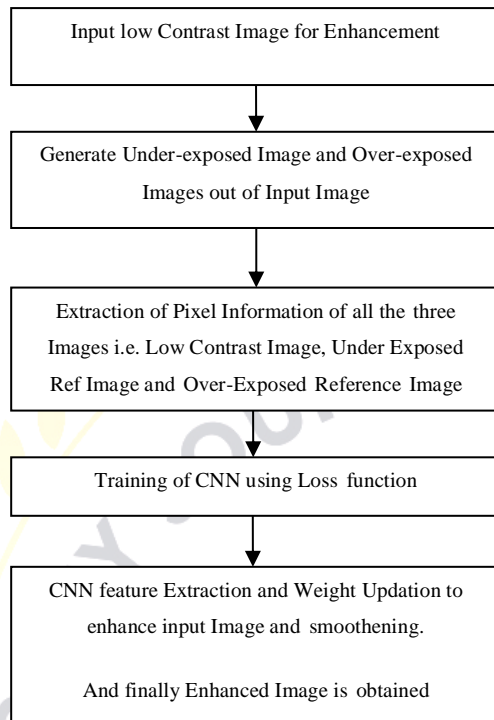 Input low Contrast Image for Enhancement
Generate Under-exposed Image and Over-exposed
Images out of Input Image
Extraction of Pixel Information of all the three
Images i.e. Low Contrast Image, Under Exposed
Ref Image and Over-Exposed Reference Image
Training of CNN using Loss function
CNN feature Extraction and Weight Updation to
enhance input Image and smoothening.
And finally Enhanced Image is obtained